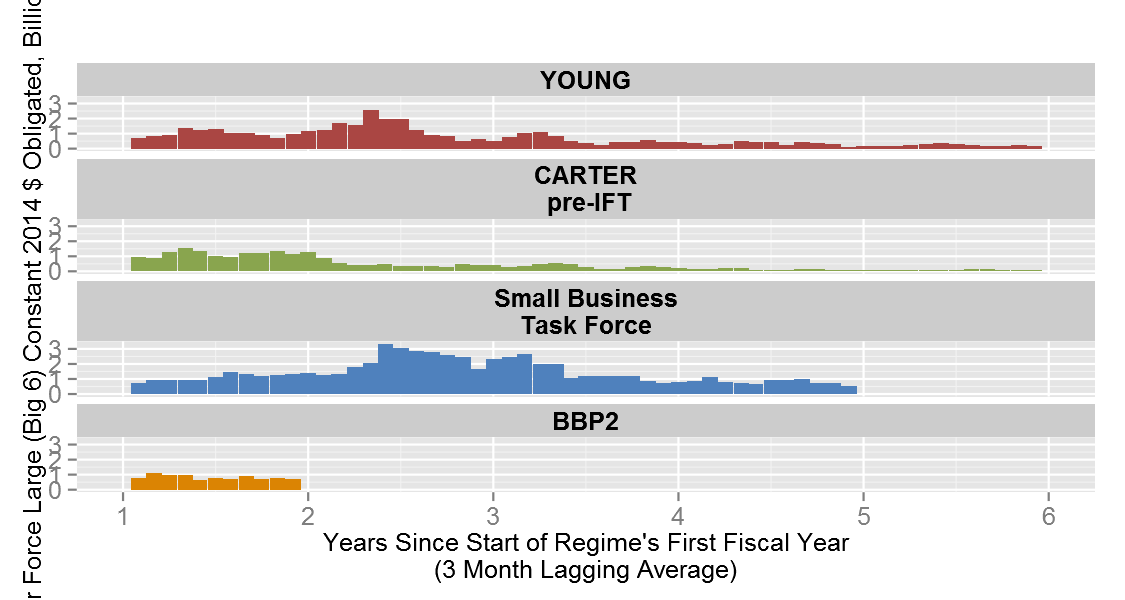 r Force Large (Big 6) Constant 2014 $ Obligated, Billio
YOUNG
3
2
1
0
CARTER
pre-IFT
3
2
1
0
Small Business
Task Force
3
2
1
0
BBP2
3
2
1
0
1 2 3 4 5 6
Years Since Start of Regime's First Fiscal Year
(3 Month Lagging Average)